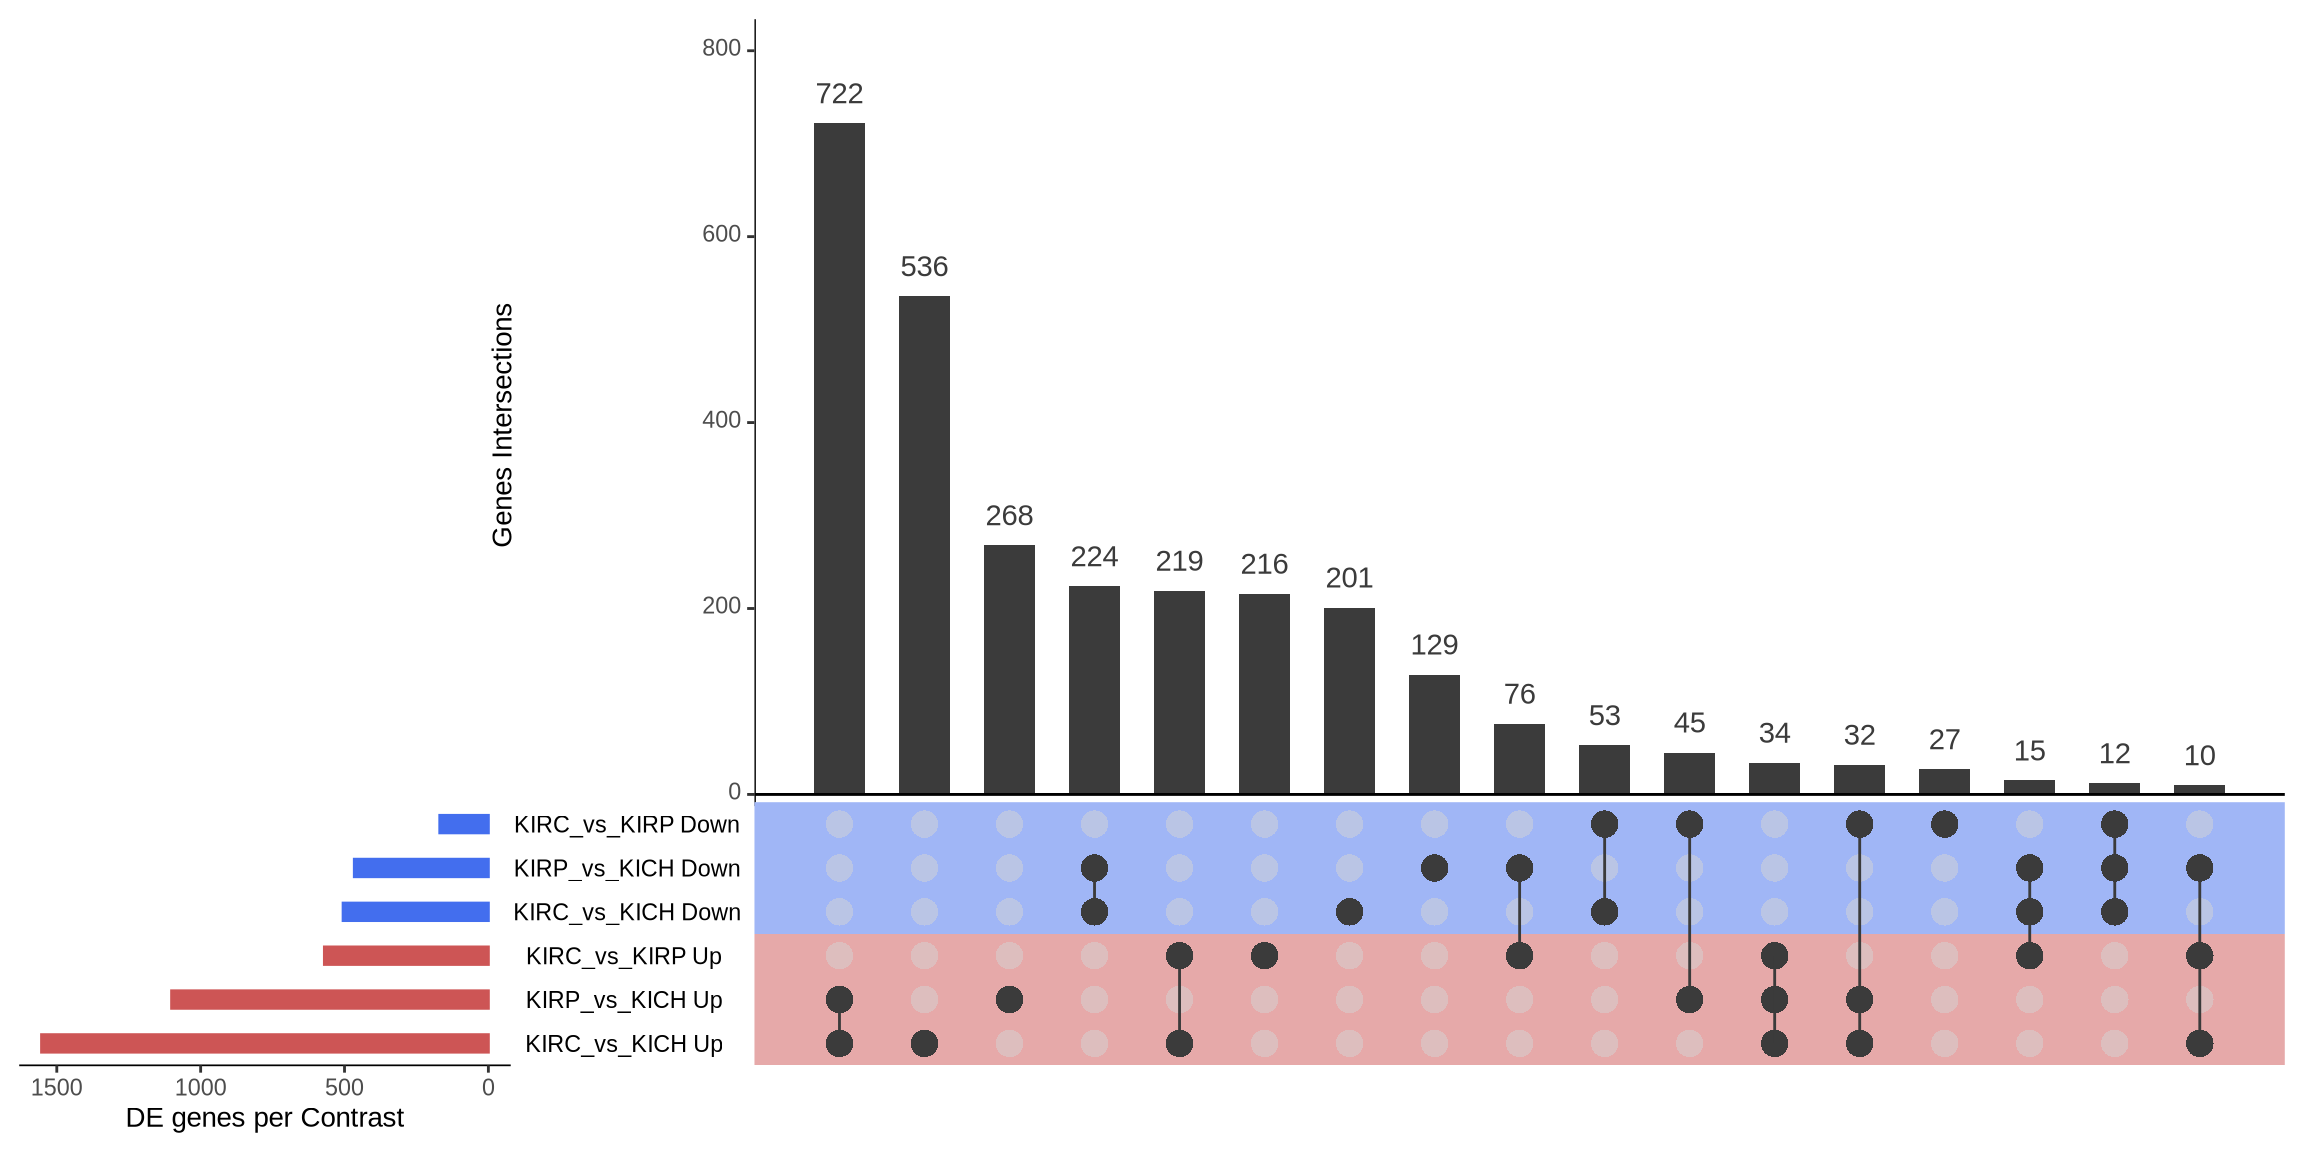 800
600
400
200
0
Genes Intersections
722
536
268
224
219
216
201
129
76
53
45
34
32
27
15
12
10
KIRC_vs_KIRP Down
KIRP_vs_KICH Down
KIRC_vs_KICH Down
KIRC_vs_KIRP Up
KIRP_vs_KICH Up
KIRC_vs_KICH Up
1500 1000 500 0
DE genes per Contrast